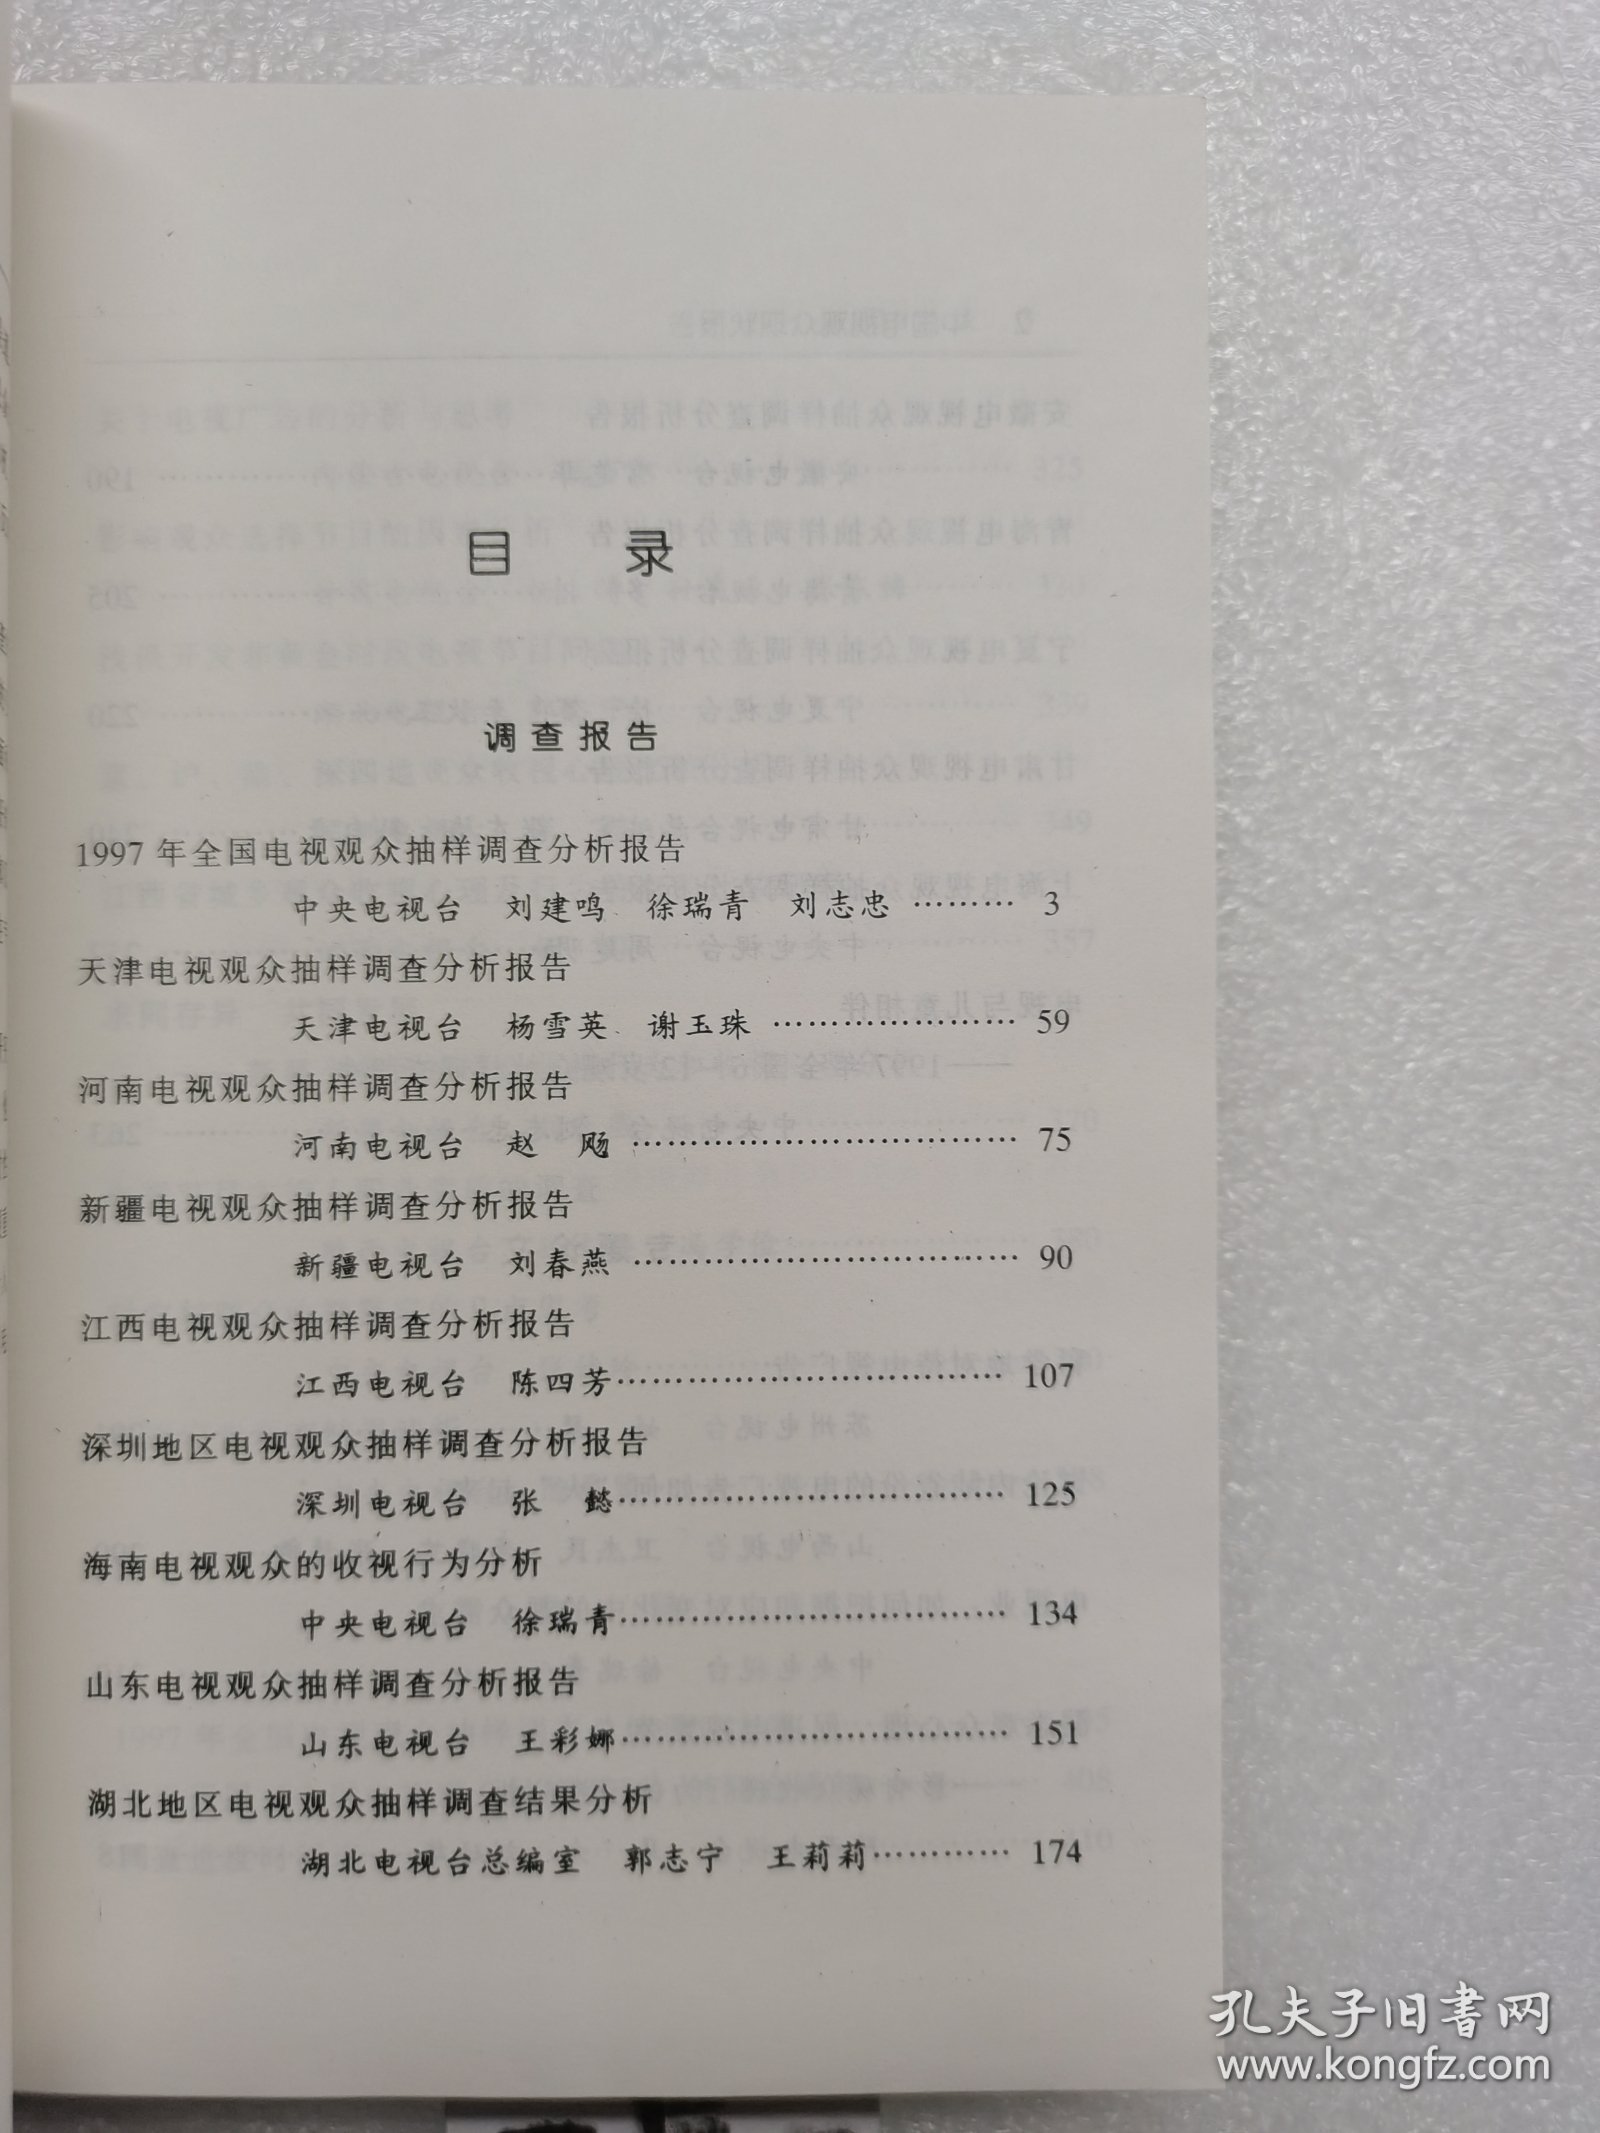 目 录
调查报告
1997年全国电视观众抽样调查分析报告
中央电视台 刘建鸣 徐瑞青 刘志忠 ……… 3
天津电视观众抽样调查分析报告
天津电视台 杨雪英 谢玉珠 ………………… 59
河南电视观众抽样调查分析报告
河南电视台 赵 飏 …………………………… 75
新疆电视观众抽样调查分析报告
新疆电视台 刘春燕 …………………………… 90
江西电视观众抽样调查分析报告
江西电视台 陈四芳…………………………… 107
深圳地区电视观众抽样调查分析报告
深圳电视台 张 懿…………………………… 125
海南电视观众的收视行为分析
中央电视台 徐瑞青…………………………… 134
山东电视观众抽样调查分析报告
山东电视台 王彩娜…………………………… 151
湖北地区电视观众抽样调查结果分析
湖北电视台总编室 郭志宁 王莉莉………… 174
孔夫子旧书网
www.kongfz.com